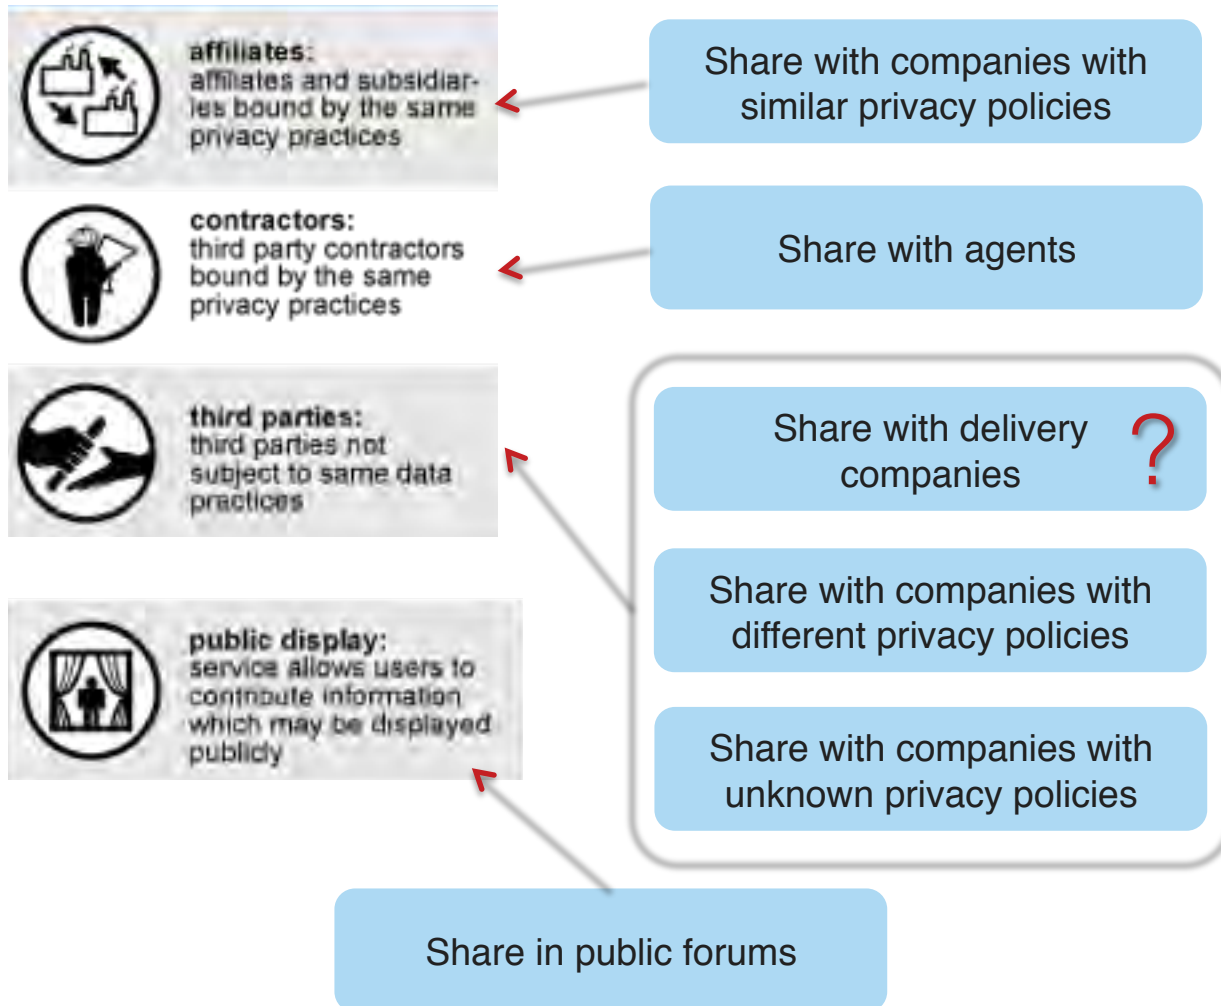 affiliates:
affiliates and subsidiar-
ies bound by the same
privacy practices
Share with companies with
similar privacy policies
contractors:
third party contractors
bound by the same
privacy practices
Share with agents
third parties:
third parties not
subject to same data
practices
Share with delivery
companies
?
Share with companies with
different privacy policies
public display:
service allows users to
contribute information
which may be displayed
publicly
Share with companies with
unknown privacy policies
Share in public forums